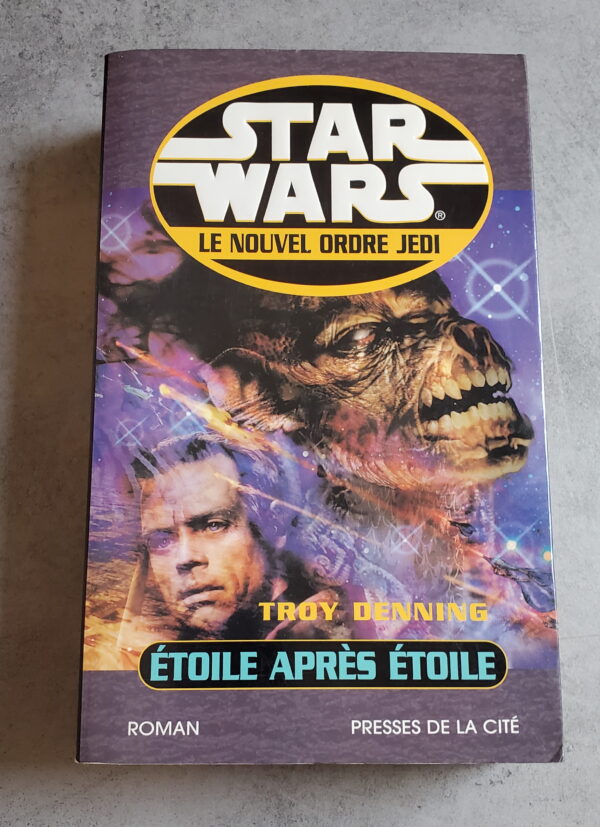 STAR
WARS®
LE NOUVEL ORDRE JEDI
TROY DENNING
ÉTOILE APRÈS ÉTOILE
ROMAN PRESSES DE LA CITÉ